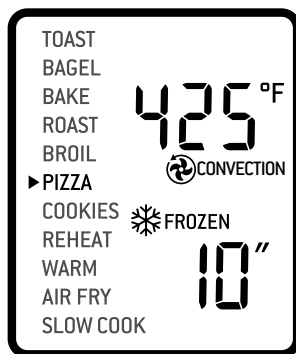 TOAST
BAGEL
BAKE
ROAST
BROIL
▶PIZZA
COOKIES
REHEAT
WARM
AIR FRY
SLOW COOK
425°F
CONVECTION
FROZEN
10″